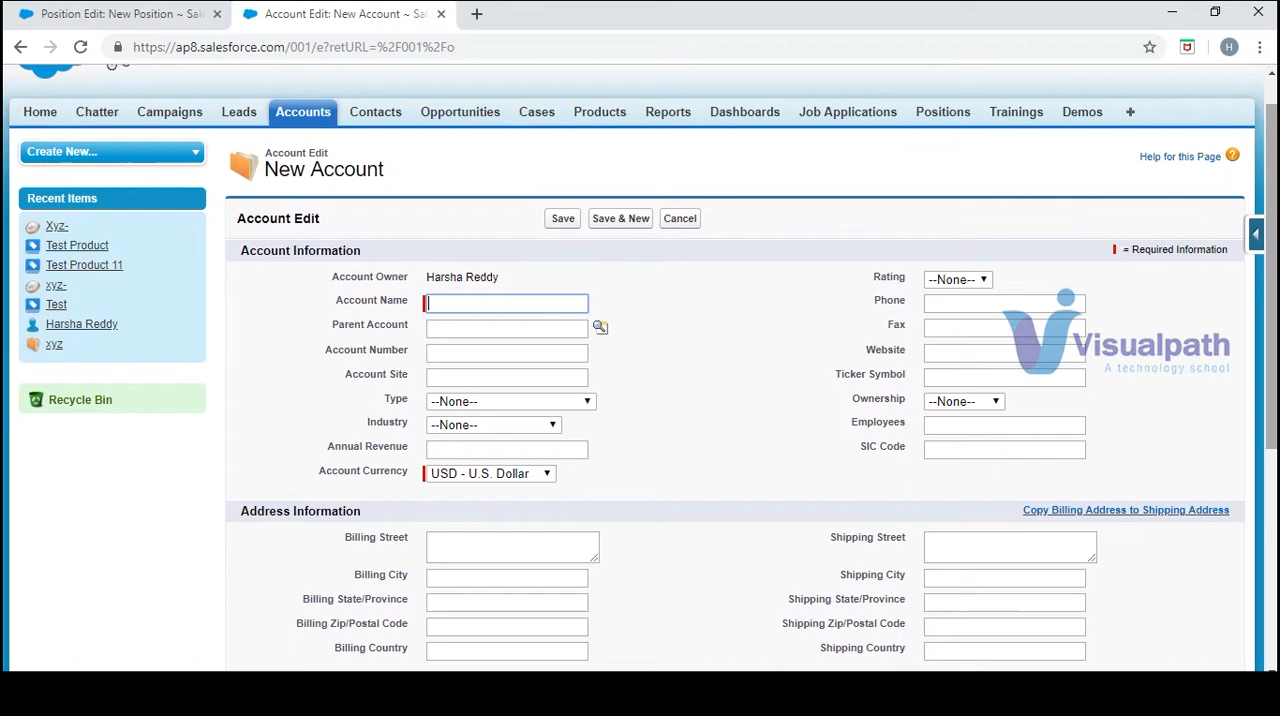 Position Edit: New Position ~ Sale
Account Edit: New Account ~ Sal
https://ap8.salesforce.com/001/e?retURL=%2F001%2Fo
H
Home Chatter Campaigns Leads Accounts Contacts Opportunities Cases Products Reports Dashboards Job Applications Positions Trainings Demos +
Create New...
Recent Items
Xyz-
Test Product
Test Product 11
xyz-
Test
Harsha Reddy
xyz
Recycle Bin
Account Edit
New Account
Help for this Page ?
Account Edit Save Save & New Cancel
Account Information = Required Information
Account Owner Harsha Reddy Rating --None--
Account Name Phone
Parent Account Fax
Account Number Website
Account Site Ticker Symbol
Type --None-- Ownership --None--
Industry --None-- Employees
Annual Revenue SIC Code
Account Currency USD - U.S. Dollar
Visualpath
A technology school
Address Information Copy Billing Address to Shipping Address
Billing Street Shipping Street
Billing City Shipping City
Billing State/Province Shipping State/Province
Billing Zip/Postal Code Shipping Zip/Postal Code
Billing Country Shipping Country